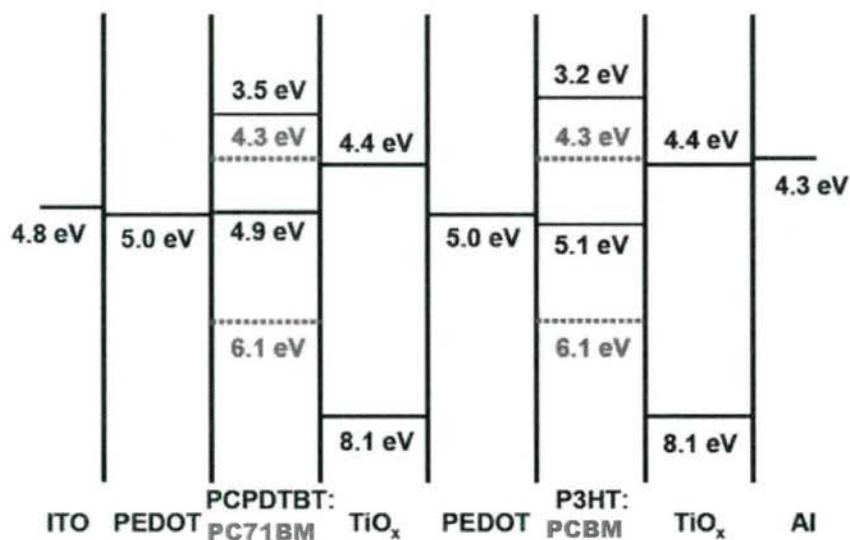 3.5 eV
3.2 eV
4.3 eV
4.4 eV
4.3 eV
4.4 eV
4.3 eV
4.8 eV
5.0 eV
4.9 eV
5.0 eV
5.1 eV
6.1 eV
6.1 eV
8.1 eV
8.1 eV
PCPDTBT:
P3HT:
ITO PEDOT PC71BM TiOx PEDOT PCBM TiOx Al